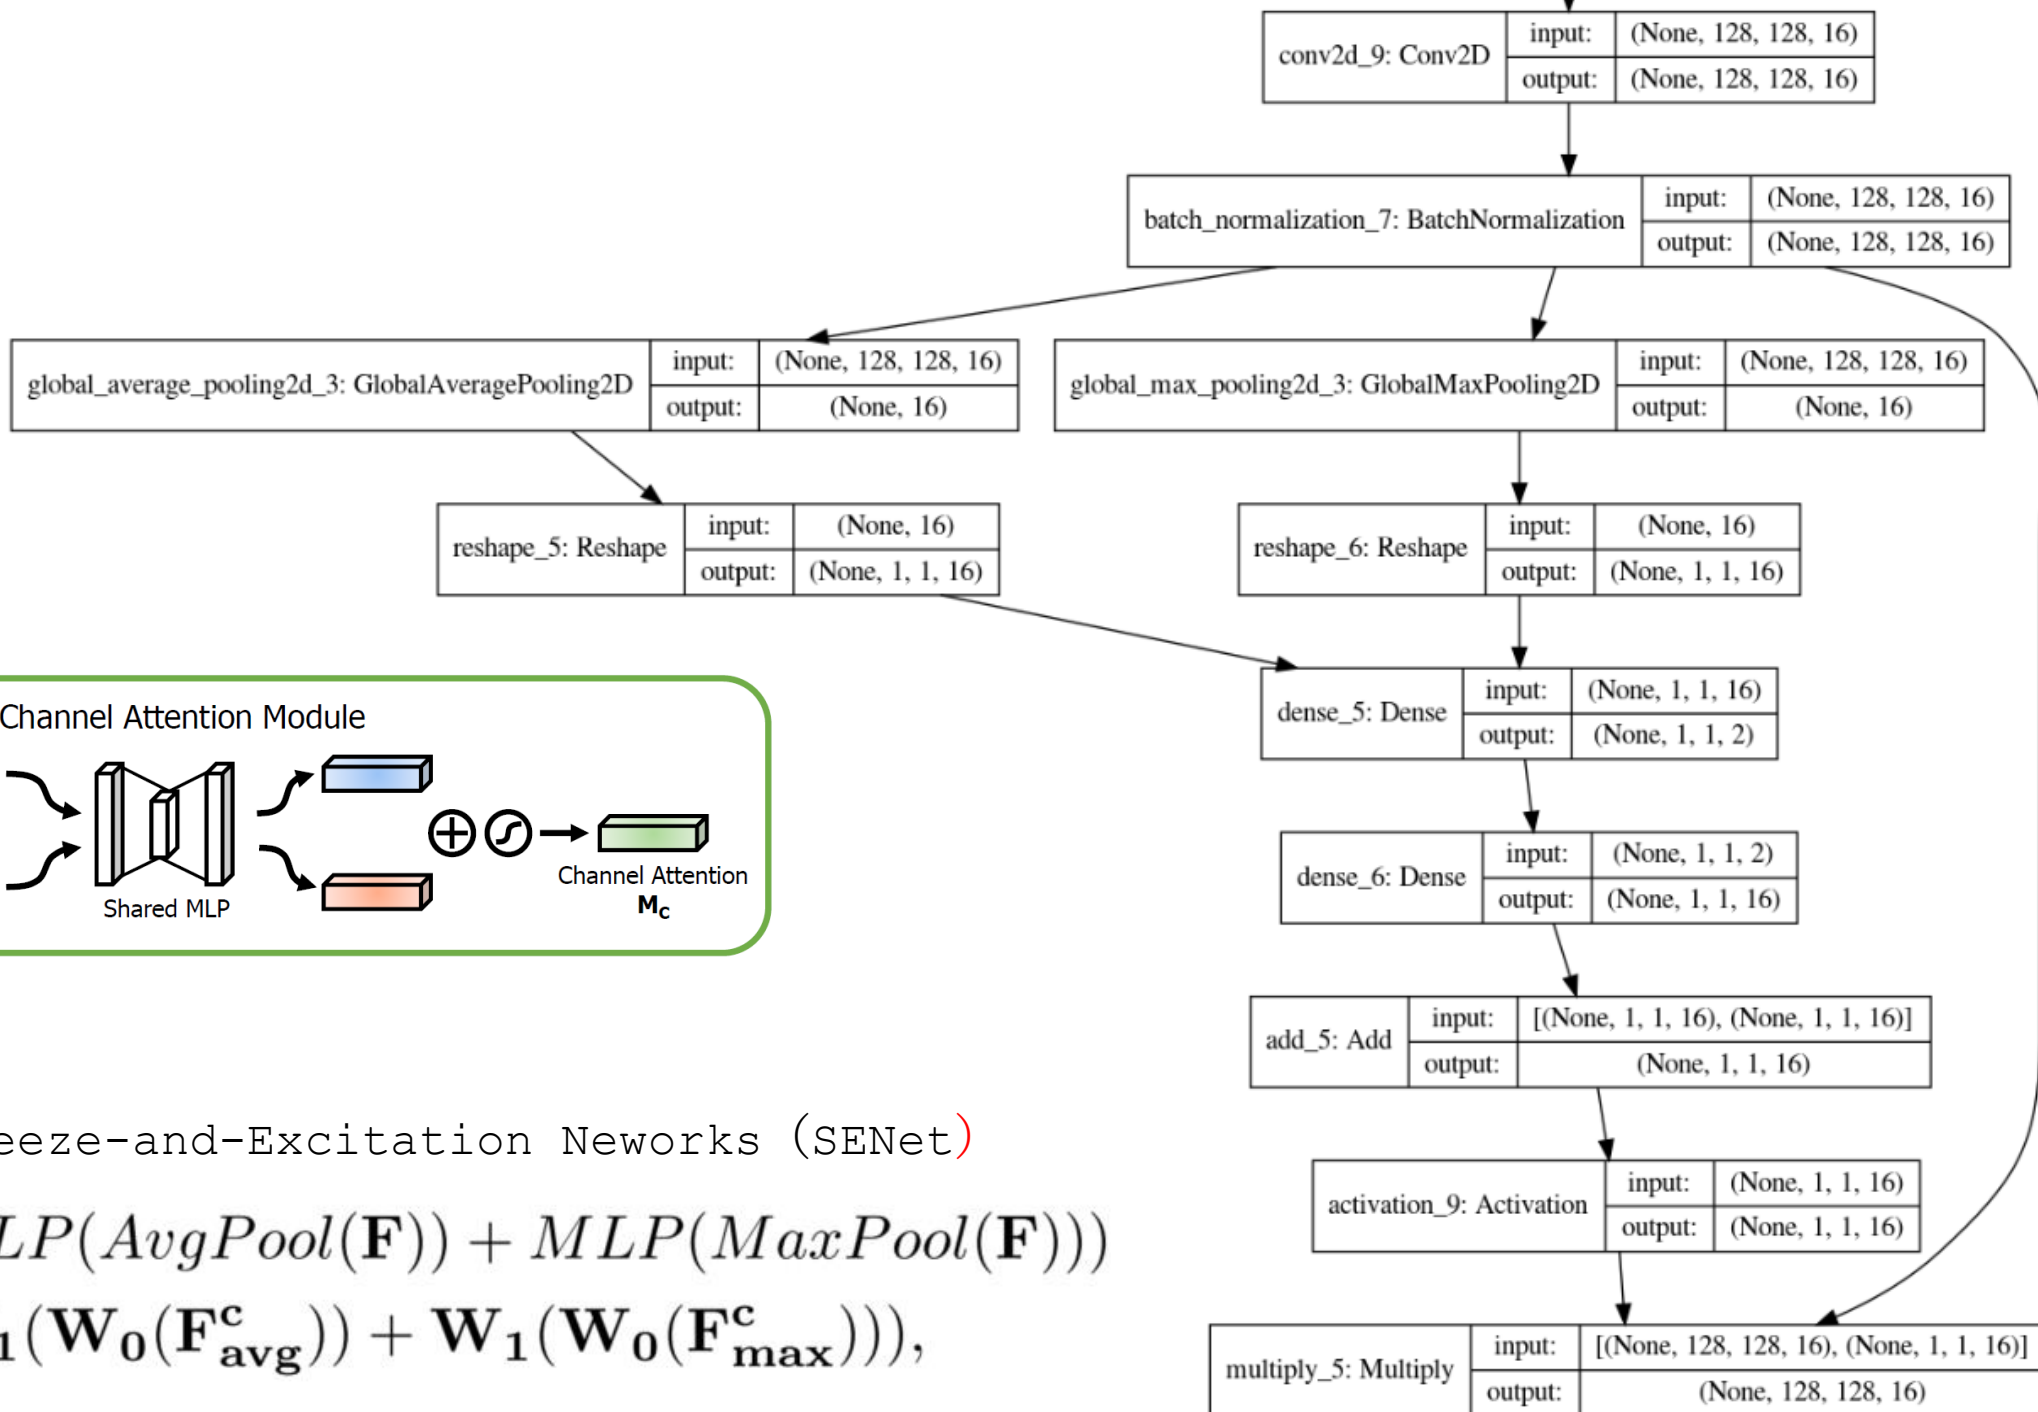 conv2d_9: Conv2D
input: (None, 128, 128, 16)
output: (None, 128, 128, 16)
batch_normalization_7: BatchNormalization
input: (None, 128, 128, 16)
output: (None, 128, 128, 16)
global_average_pooling2d_3: GlobalAveragePooling2D
input: (None, 128, 128, 16)
output: (None, 16)
global_max_pooling2d_3: GlobalMaxPooling2D
input: (None, 128, 128, 16)
output: (None, 16)
reshape_5: Reshape
input: (None, 16)
output: (None, 1, 1, 16)
reshape_6: Reshape
input: (None, 16)
output: (None, 1, 1, 16)
dense_5: Dense
input: (None, 1, 1, 16)
output: (None, 1, 1, 2)
Channel Attention Module
Shared MLP
Channel Attention
Mc
dense_6: Dense
input: (None, 1, 1, 2)
output: (None, 1, 1, 16)
add_5: Add
input: [(None, 1, 1, 16), (None, 1, 1, 16)]
output: (None, 1, 1, 16)
eeze-and-Excitation Neworks (SENet)
activation_9: Activation
input: (None, 1, 1, 16)
output: (None, 1, 1, 16)
LP(AvgPool(F)) + MLP(MaxPool(F)))
1(W0(F^c_avg)) + W1(W0(F^c_max))),
multiply_5: Multiply
input: [(None, 128, 128, 16), (None, 1, 1, 16)]
output: (None, 128, 128, 16)